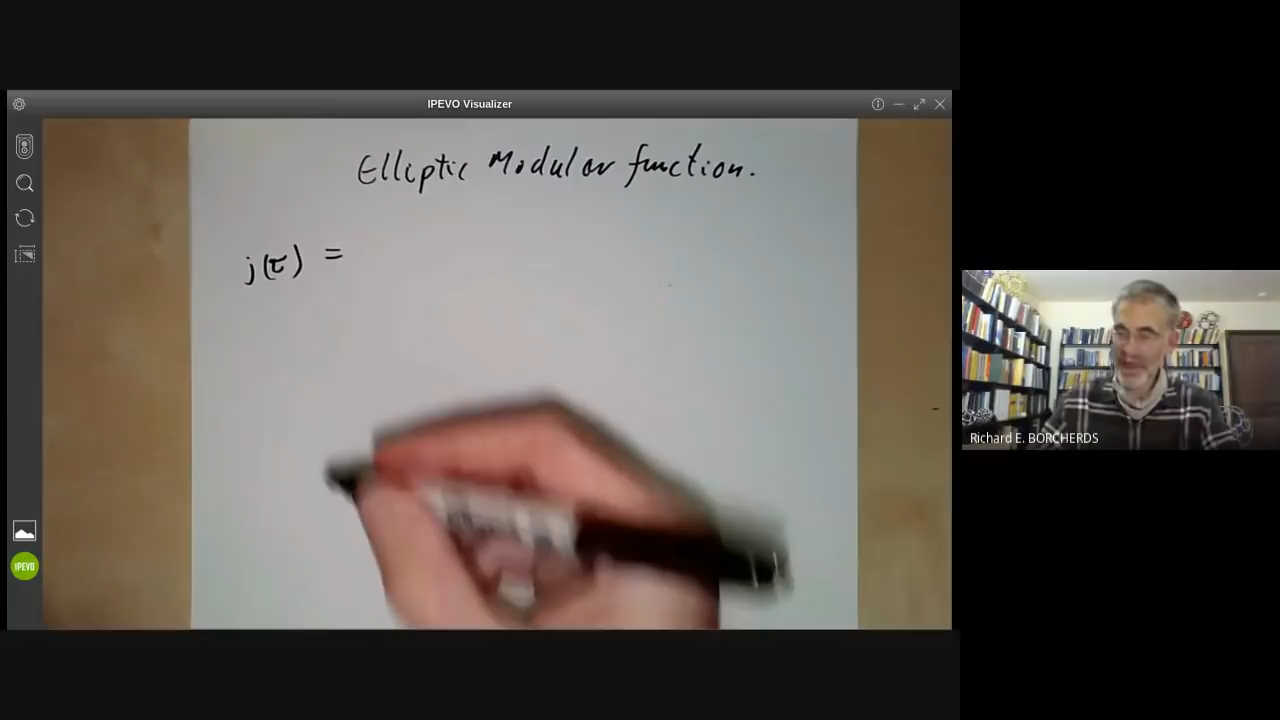 IPEVO Visualizer
Elliptic Modular function.
j(τ) =
IPEVO
Richard E. BORCHERDS